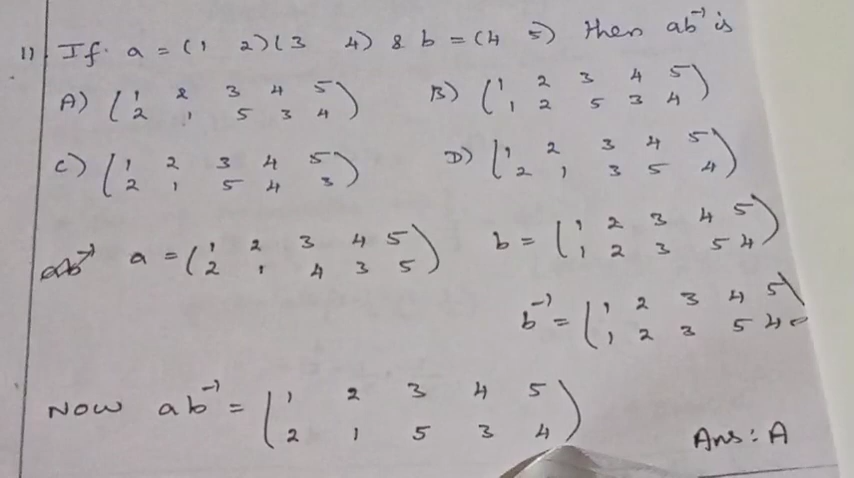 1) If a = (1 2)(3 4) & b = (4 5) then ab⁻¹ is
A) (1 2 3 4 5
2 1 5 3 4) B) (1 2 3 4 5
1 2 5 3 4)
C) (1 2 3 4 5
2 1 5 4 3) D) (1 2 3 4 5
2 1 3 5 4)
a = (1 2 3 4 5
2 1 4 3 5) b = (1 2 3 4 5
1 2 3 5 4)
b⁻¹ = (1 2 3 4 5
1 2 3 5 4
Now ab⁻¹ = (1 2 3 4 5
2 1 5 3 4)
Ans: A